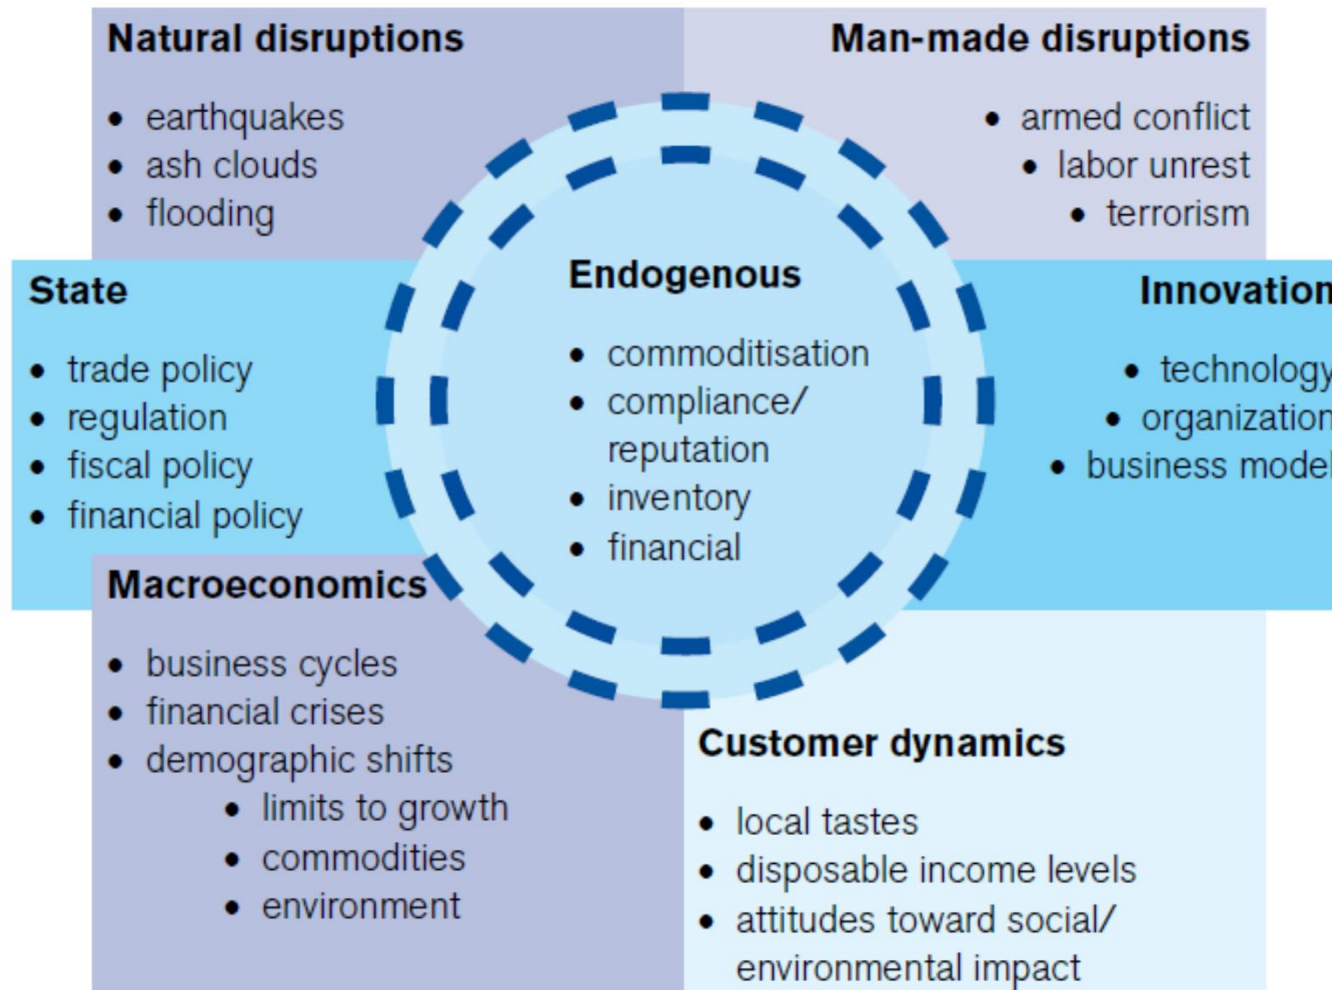 Natural disruptions
• earthquakes
• ash clouds
• flooding
Man-made disruptions
• armed conflict
• labor unrest
• terrorism
State
• trade policy
• regulation
• fiscal policy
• financial policy
Endogenous
• commoditisation
• compliance/
reputation
• inventory
• financial
Innovation
• technology
• organization
• business model
Macroeconomics
• business cycles
• financial crises
• demographic shifts
• limits to growth
• commodities
• environment
Customer dynamics
• local tastes
• disposable income levels
• attitudes toward social/
environmental impact